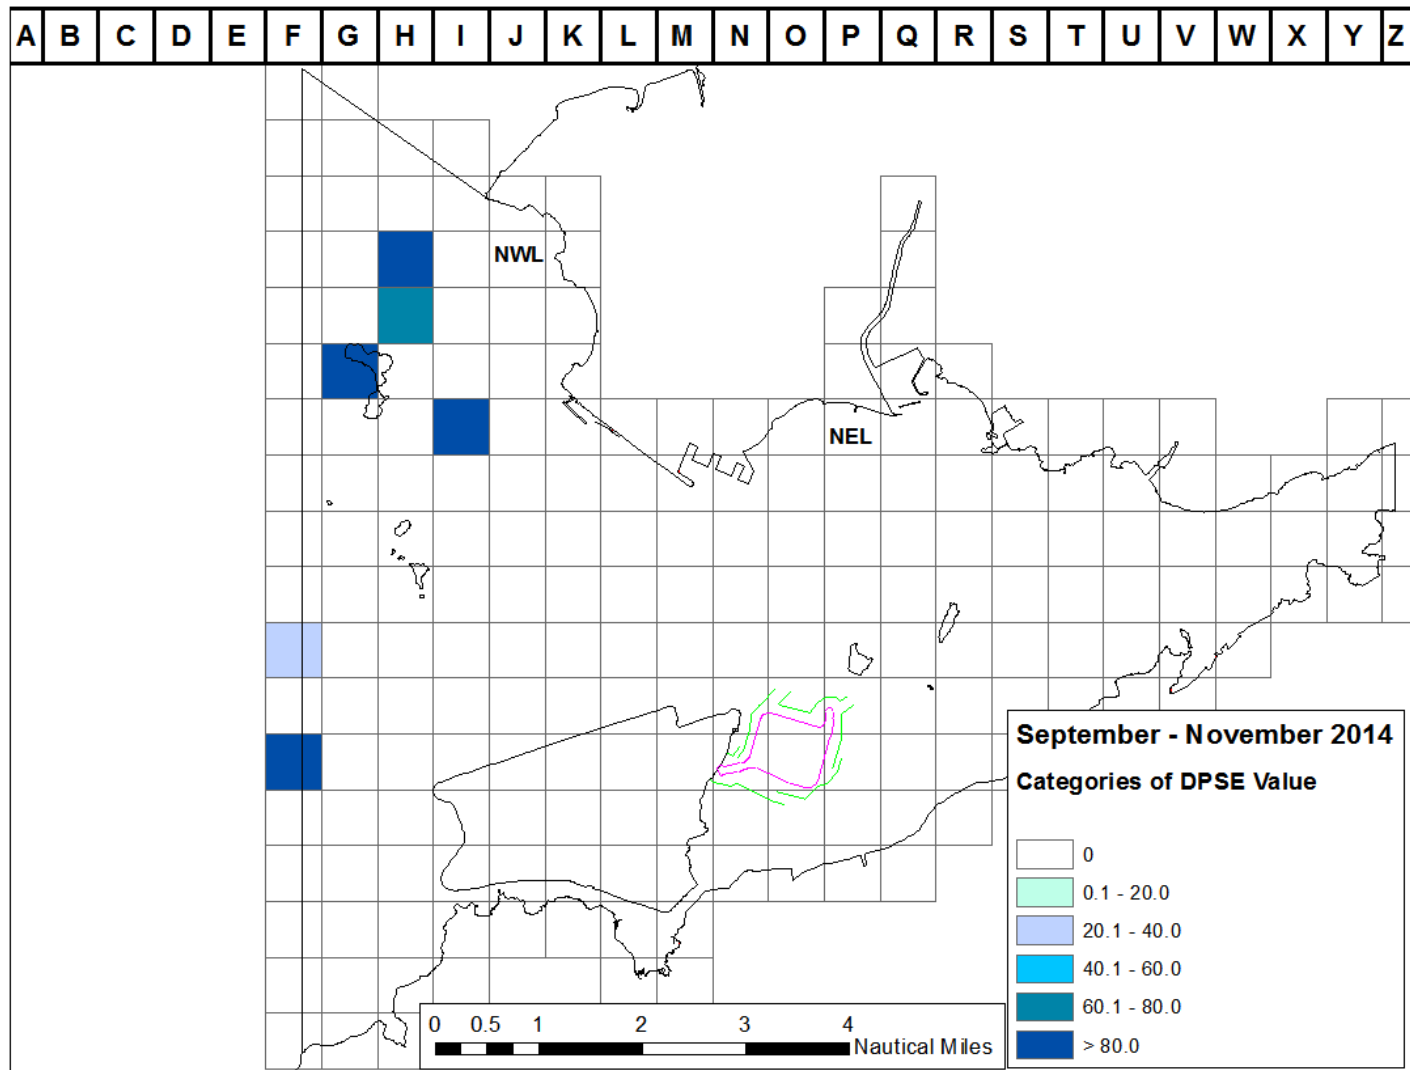 A B C D E F G H I J K L M N O P Q R S T U V W X Y Z
NWL
NEL
September - November 2014
Categories of DPSE Value
0
0.1 - 20.0
20.1 - 40.0
40.1 - 60.0
60.1 - 80.0
> 80.0
0 0.5 1 2 3 4
Nautical Miles